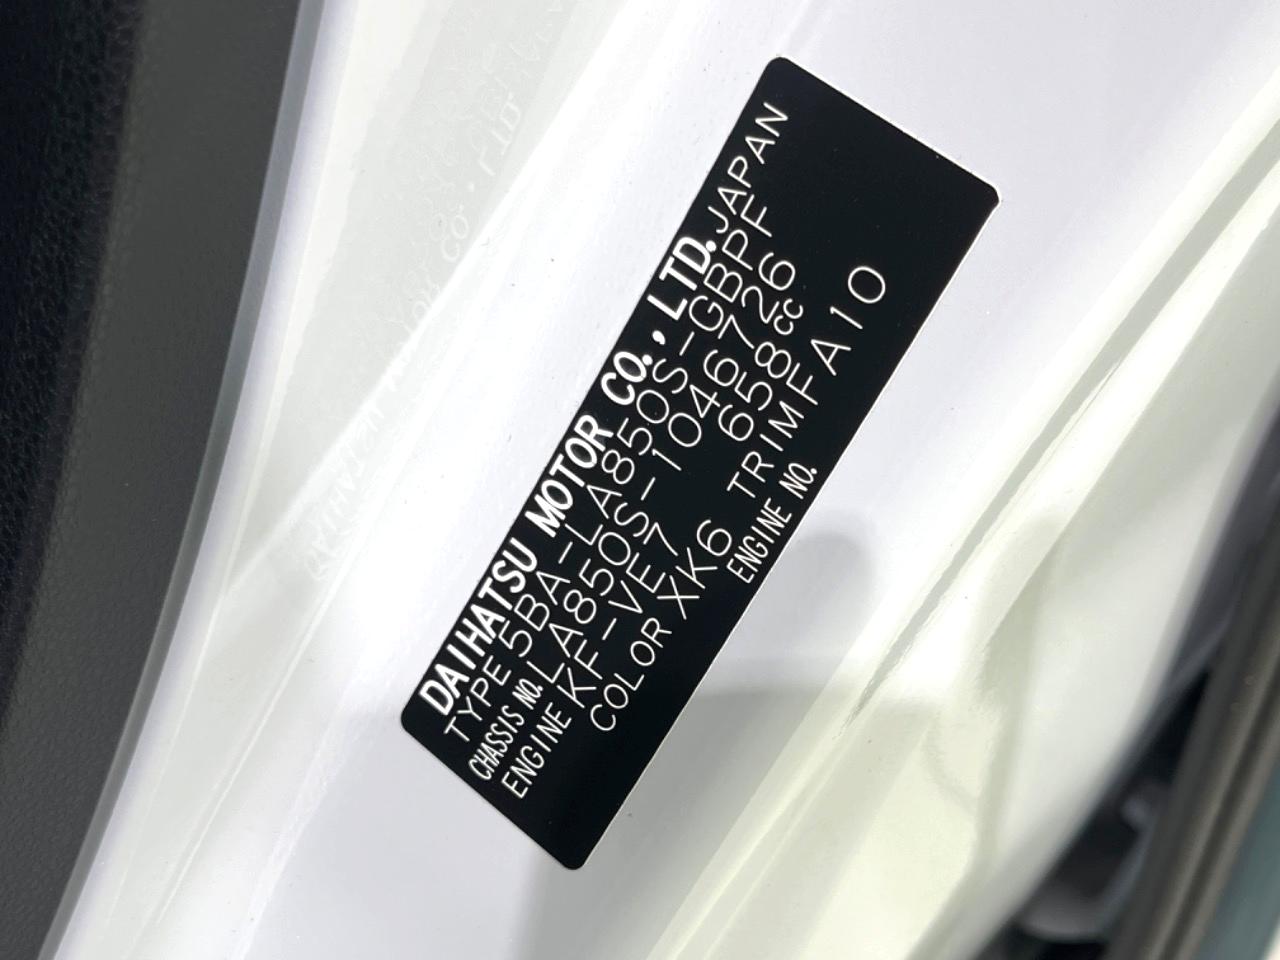 DAIHATSU MOTOR CO., LTD. JAPAN
TYPE 5BA-LA850S-GBPF
CHASSIS NO. LA850S-1046726
ENGINE KF-VE7 658cc
COLOR XK6 TRIM FA10
ENGINE NO.